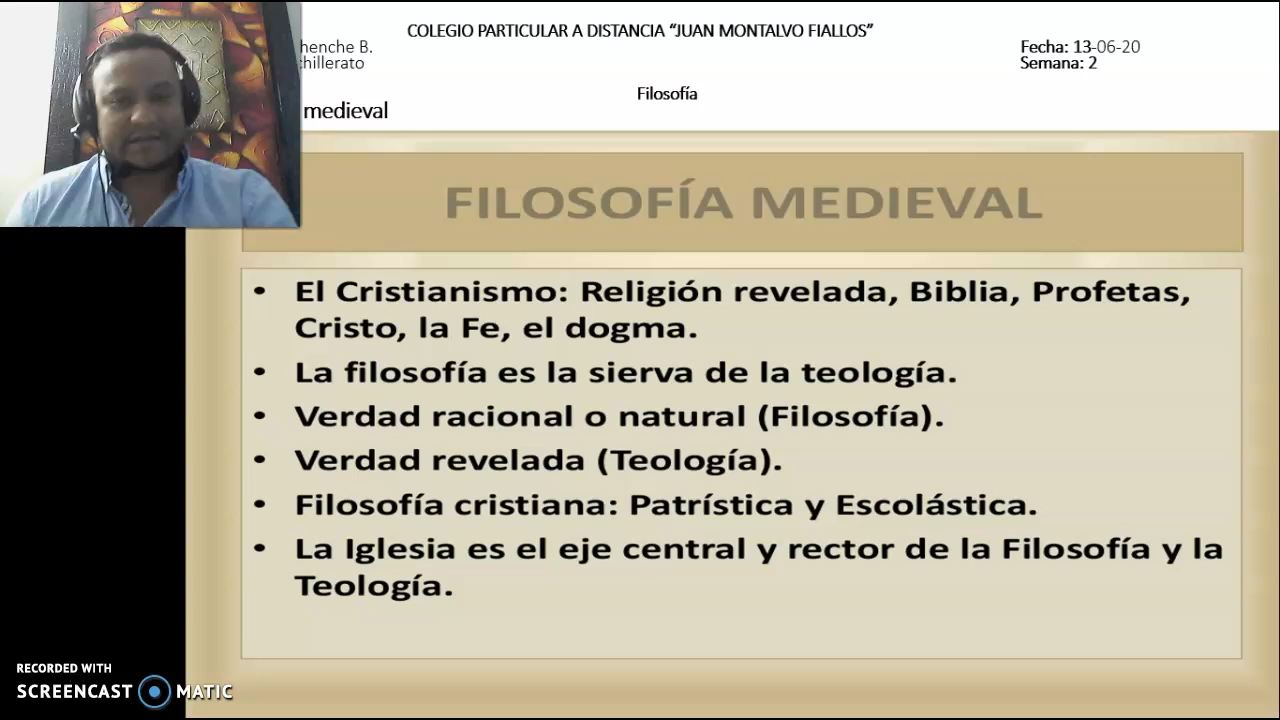 COLEGIO PARTICULAR A DISTANCIA “JUAN MONTALVO FIALLOS”
henche B.
Fecha: 13-06-20
hillerato
Semana: 2
Filosofía
medieval
FILOSOFÍA MEDIEVAL
• El Cristianismo: Religión revelada, Biblia, Profetas,
Cristo, la Fe, el dogma.
• La filosofía es la sierva de la teología.
• Verdad racional o natural (Filosofía).
• Verdad revelada (Teología).
• Filosofía cristiana: Patrística y Escolástica.
• La Iglesia es el eje central y rector de la Filosofía y la
Teología.
RECORDED WITH
SCREENCAST MATIC